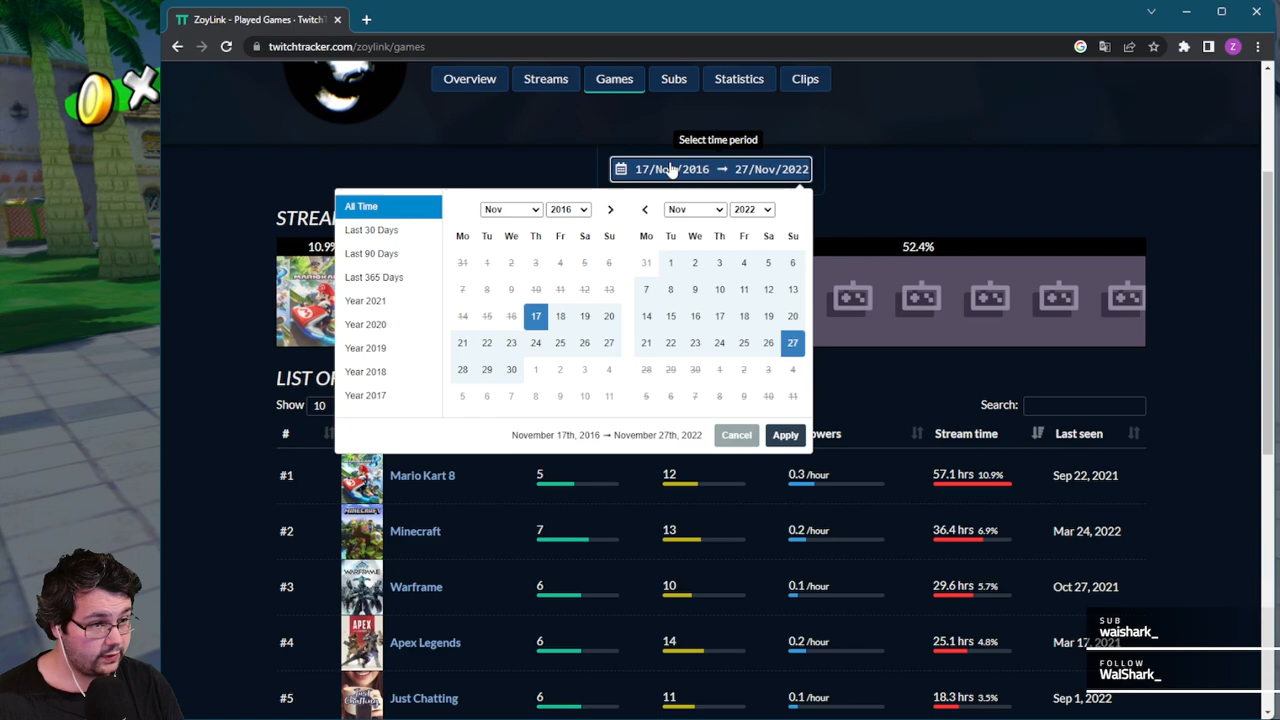 ZoyLink - Played Games · TwitchT
twitchtracker.com/zoylink/games
Z
Overview Streams Games Subs Statistics Clips
Select time period
17/Nov/2016 → 27/Nov/2022
All Time
Last 30 Days
Last 90 Days
Last 365 Days
Year 2021
Year 2020
Year 2019
Year 2018
Year 2017
Nov 2016
Mo Tu We Th Fr Sa Su
31 1 2 3 4 5 6
7 8 9 10 11 12 13
14 15 16 17 18 19 20
21 22 23 24 25 26 27
28 29 30 1 2 3 4
5 6 7 8 9 10 11
Nov 2022
Mo Tu We Th Fr Sa Su
31 1 2 3 4 5 6
7 8 9 10 11 12 13
14 15 16 17 18 19 20
21 22 23 24 25 26 27
28 29 30 1 2 3 4
5 6 7 8 9 10 11
November 17th, 2016 → November 27th, 2022 Cancel Apply
STREA
10.9% 52.4%
LIST O
Show 10 Search:
# owers Stream time Last seen
#1 Mario Kart 8 5 12 0.3 /hour 57.1 hrs 10.9% Sep 22, 2021
#2 Minecraft 7 13 0.2 /hour 36.4 hrs 6.9% Mar 24, 2022
#3 Warframe 6 10 0.1 /hour 29.6 hrs 5.7% Oct 27, 2021
#4 Apex Legends 6 14 0.2 /hour 25.1 hrs 4.8% Mar 17, 2021
#5 Just Chatting 6 11 0.1 /hour 18.3 hrs 3.5% Sep 1, 2022
MINECRAFT
WARFRAME
APEX
SUB
waishark_
FOLLOW
WalShark_